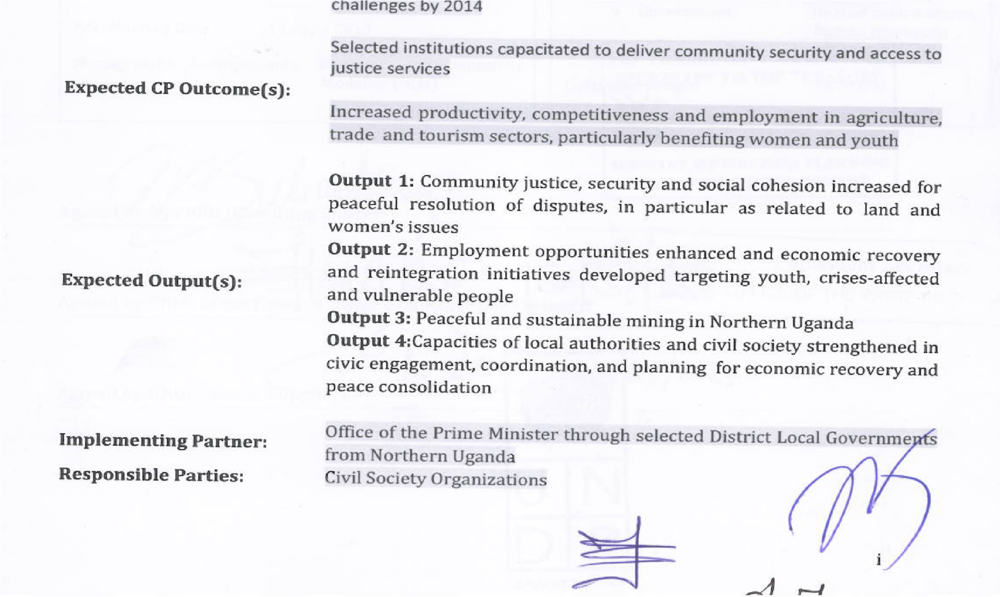 challenges by 2014
Selected institutions capacitated to deliver community security and access to
justice services
Expected CP Outcome(s):
Increased productivity, competitiveness and employment in agriculture,
trade and tourism sectors, particularly benefiting women and youth
Output 1: Community justice, security and social cohesion increased for
peaceful resolution of disputes, in particular as related to land and
women's issues
Output 2: Employment opportunities enhanced and economic recovery
Expected Output(s):
and reintegration initiatives developed targeting youth, crises-affected
and vulnerable people
Output 3: Peaceful and sustainable mining in Northern Uganda
Output 4:Capacities of local authorities and civil society strengthened in
civic engagement, coordination, and planning for economic recovery and
peace consolidation
Implementing Partner:
Office of the Prime Minister through selected District Local Governments
from Northern Uganda
Responsible Parties:
Civil Society Organizations
i